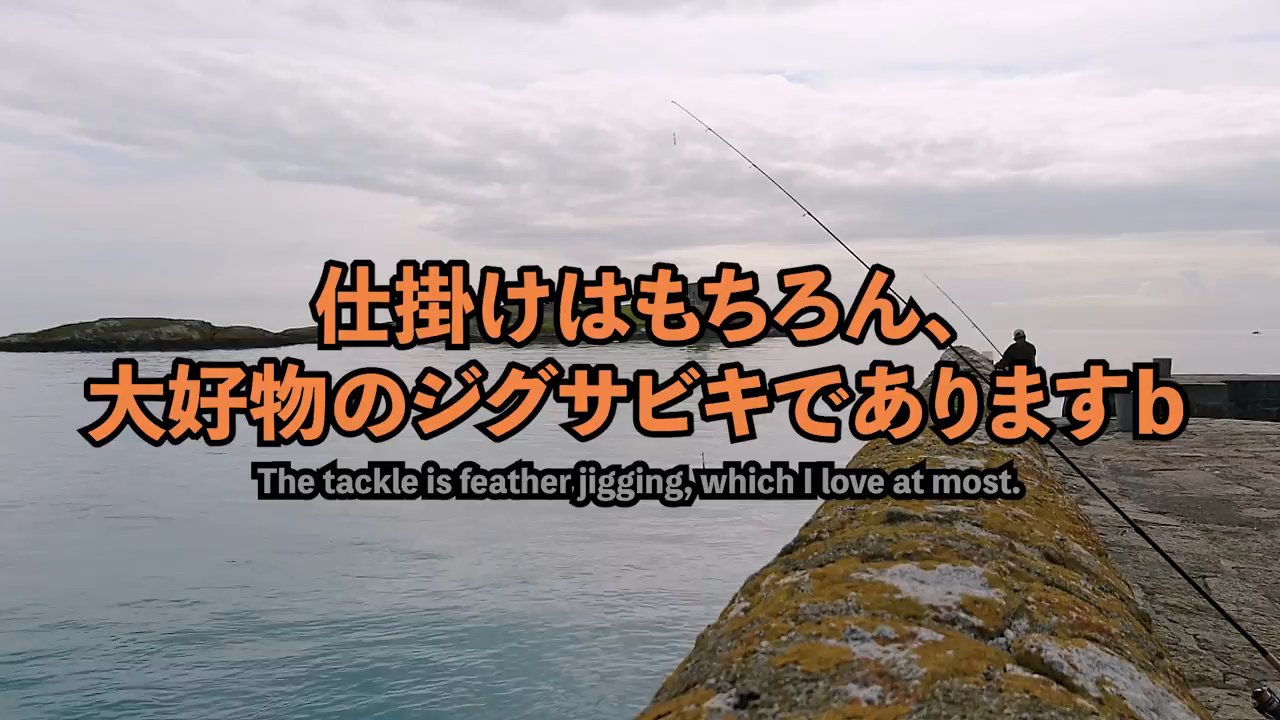 仕掛けはもちろん、
大好物のジグサビキでありますb
The tackle is feather jigging, which I love at most.